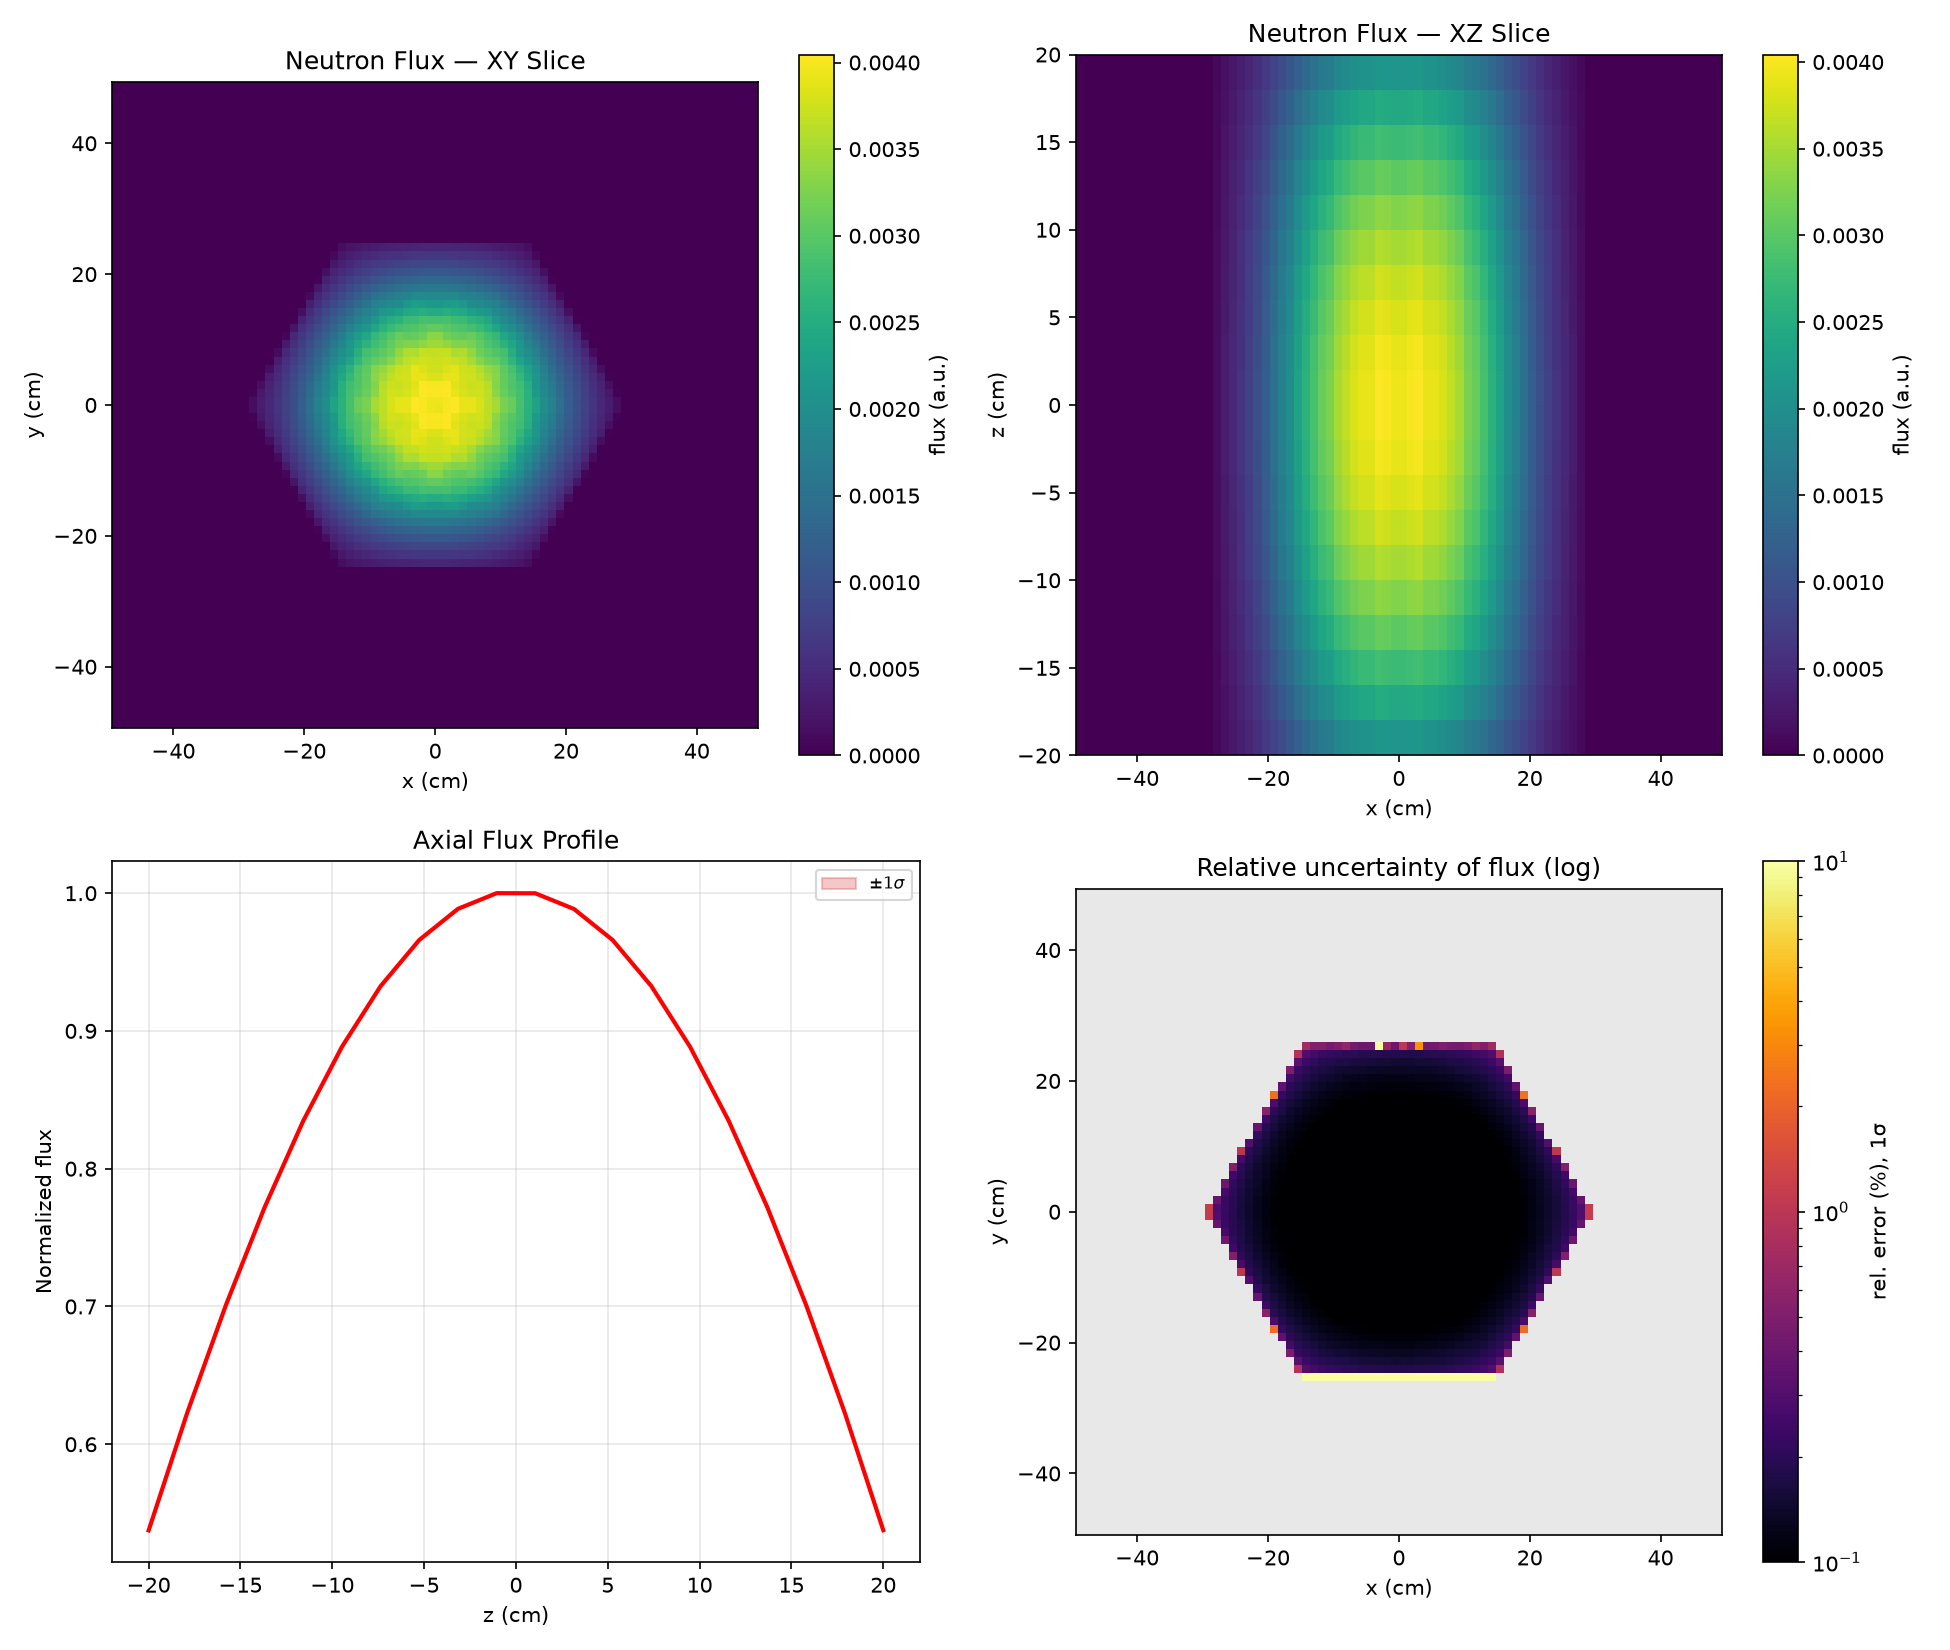 Neutron Flux — XY Slice
40
20
0
−20
−40
y (cm)
−40 −20 0 20 40
x (cm)
0.0040
0.0035
0.0030
0.0025
0.0020
0.0015
0.0010
0.0005
0.0000
flux (a.u.)
Neutron Flux — XZ Slice
20
15
10
5
0
−5
−10
−15
−20
z (cm)
−40 −20 0 20 40
x (cm)
0.0040
0.0035
0.0030
0.0025
0.0020
0.0015
0.0010
0.0005
0.0000
flux (a.u.)
Axial Flux Profile
±1σ
1.0
0.9
0.8
0.7
0.6
Normalized flux
−20 −15 −10 −5 0 5 10 15 20
z (cm)
Relative uncertainty of flux (log)
40
20
0
−20
−40
y (cm)
−40 −20 0 20 40
x (cm)
10¹
10⁰
10⁻¹
rel. error (%), 1σ